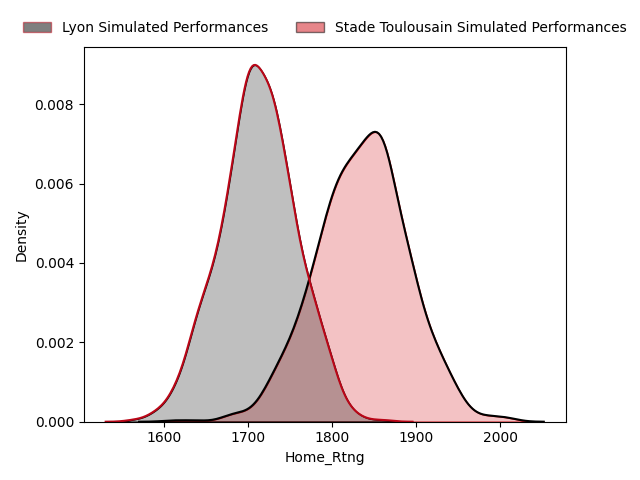 Lyon Simulated Performances
Stade Toulousain Simulated Performances
Density
0.008
0.006
0.004
0.002
0.000
1600
1700
1800
1900
2000
Home_Rtng